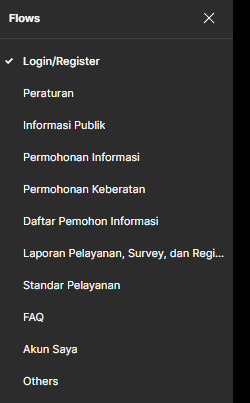 Flows
Login/Register
Peraturan
Informasi Publik
Permohonan Informasi
Permohonan Keberatan
Daftar Pemohon Informasi
Laporan Pelayanan, Survey, dan Regi...
Standar Pelayanan
FAQ
Akun Saya
Others